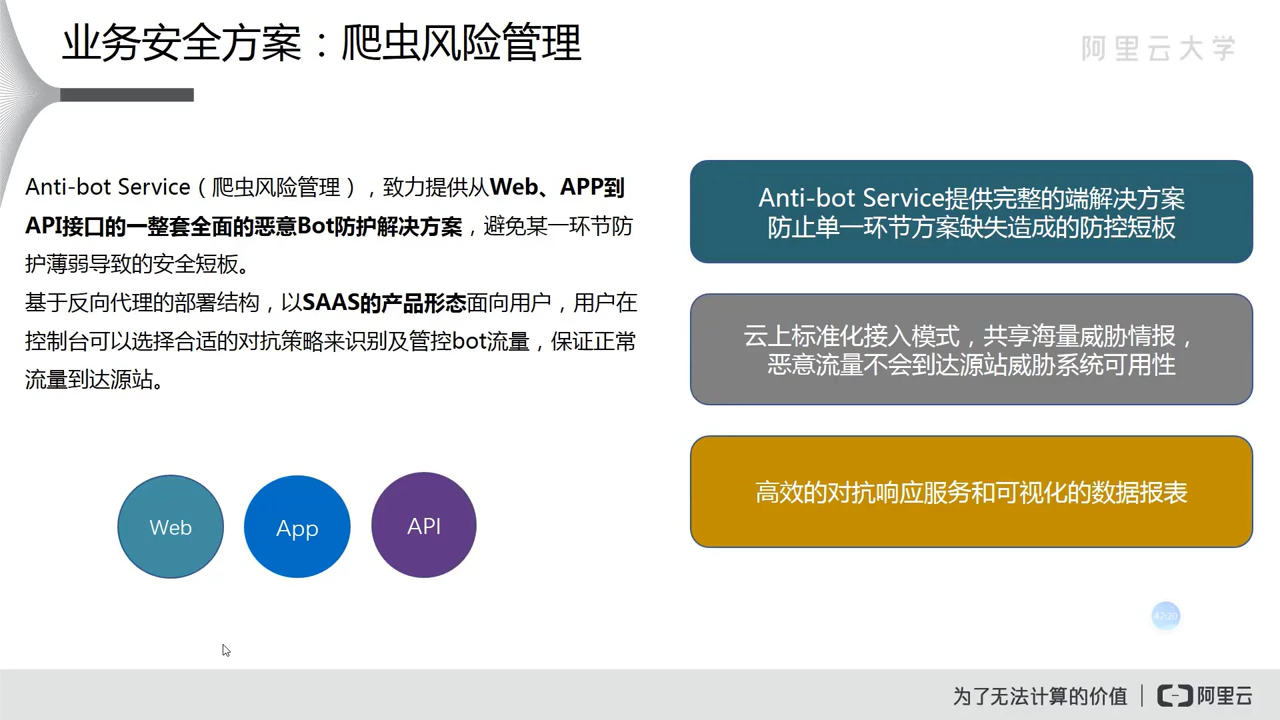 业务安全方案：爬虫风险管理
阿里云大学
Anti-bot Service（爬虫风险管理），致力提供从Web、APP到
API接口的一整套全面的恶意Bot防护解决方案，避免某一环节防
护薄弱导致的安全短板。
基于反向代理的部署结构，以SAAS的产品形态面向用户，用户在
控制台可以选择合适的对抗策略来识别及管控bot流量，保证正常
流量到达源站。
Web
App
API
Anti-bot Service提供完整的端解决方案
防止单一环节方案缺失造成的防控短板
云上标准化接入模式，共享海量威胁情报，
恶意流量不会到达源站威胁系统可用性
高效的对抗响应服务和可视化的数据报表
47:20
为了无法计算的价值 | 阿里云